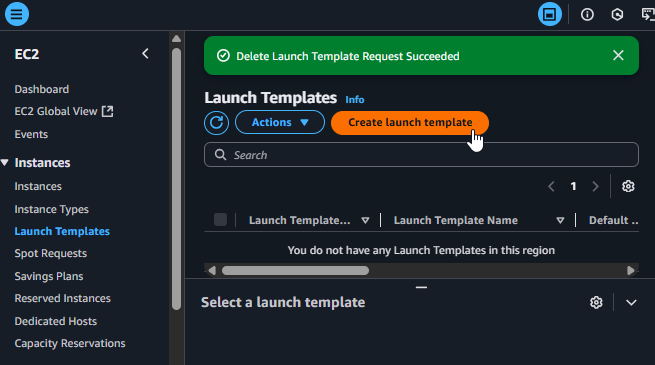 EC2
Dashboard
EC2 Global View
Events
Instances
Instances
Instance Types
Launch Templates
Spot Requests
Savings Plans
Reserved Instances
Dedicated Hosts
Capacity Reservations
Delete Launch Template Request Succeeded
Launch Templates Info
Actions Create launch template
Search
1
Launch Template... Launch Template Name Default ..
You do not have any Launch Templates in this region
Select a launch template